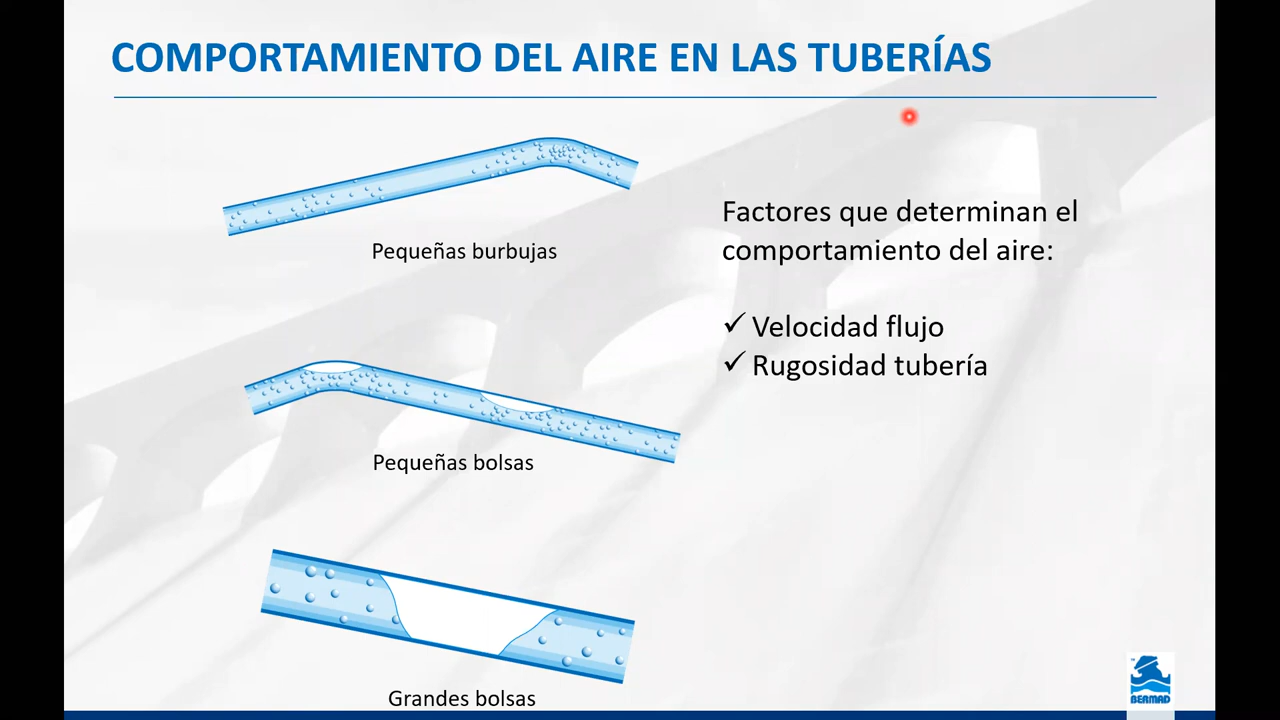 COMPORTAMIENTO DEL AIRE EN LAS TUBERÍAS
Pequeñas burbujas
Factores que determinan el
comportamiento del aire:
✓ Velocidad flujo
✓ Rugosidad tubería
Pequeñas bolsas
Grandes bolsas
BERMAD